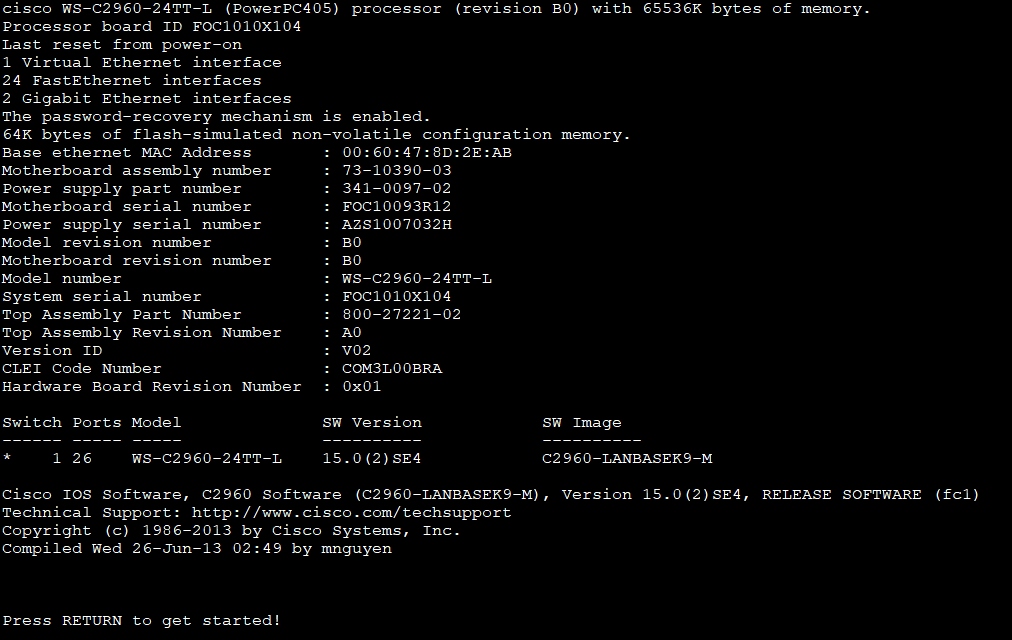 cisco WS-C2960-24TT-L (PowerPC405) processor (revision B0) with 65536K bytes of memory.
Processor board ID FOC1010X104
Last reset from power-on
1 Virtual Ethernet interface
24 FastEthernet interfaces
2 Gigabit Ethernet interfaces
The password-recovery mechanism is enabled.
64K bytes of flash-simulated non-volatile configuration memory.
Base ethernet MAC Address       : 00:60:47:8D:2E:AB
Motherboard assembly number     : 73-10390-03
Power supply part number        : 341-0097-02
Motherboard serial number       : FOC10093R12
Power supply serial number      : AZS1007032H
Model revision number           : B0
Motherboard revision number     : B0
Model number                    : WS-C2960-24TT-L
System serial number            : FOC1010X104
Top Assembly Part Number        : 800-27221-02
Top Assembly Revision Number    : A0
Version ID                      : V02
CLEI Code Number                : COM3L00BRA
Hardware Board Revision Number  : 0x01
Switch Ports Model              SW Version            SW Image
------ ----- -----              ----------            ----------
*    1 26    WS-C2960-24TT-L    15.0(2)SE4            C2960-LANBASEK9-M
Cisco IOS Software, C2960 Software (C2960-LANBASEK9-M), Version 15.0(2)SE4, RELEASE SOFTWARE (fc1)
Technical Support: http://www.cisco.com/techsupport
Copyright (c) 1986-2013 by Cisco Systems, Inc.
Compiled Wed 26-Jun-13 02:49 by mnguyen
Press RETURN to get started!